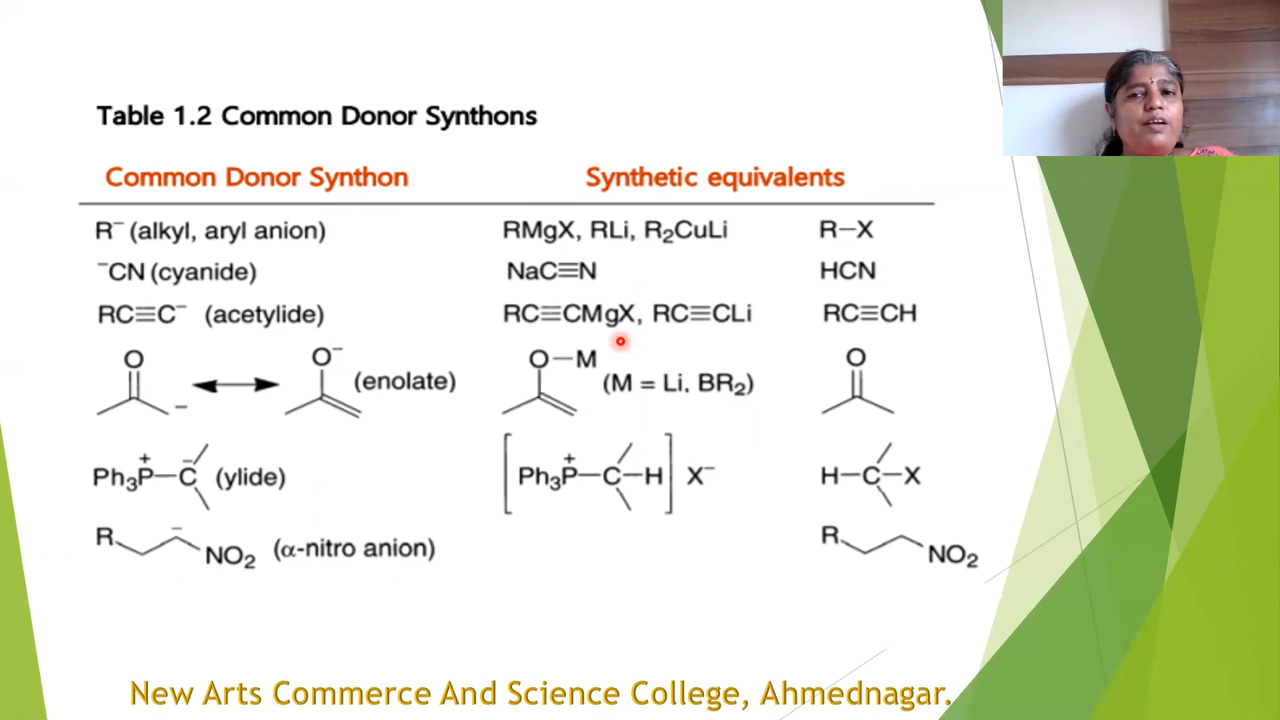 Table 1.2 Common Donor Synthons
Common Donor Synthon Synthetic equivalents
R⁻ (alkyl, aryl anion) RMgX, RLi, R₂CuLi R–X
⁻CN (cyanide) NaC≡N HCN
RC≡C⁻ (acetylide) RC≡CMgX, RC≡CLi RC≡CH
O O⁻ (enolate) O–M (M = Li, BR₂) O
⁻
Ph₃P⁺–C⁻ (ylide) [Ph₃P⁺–C–H] X⁻ H–C–X
R ⁻ NO₂ (α-nitro anion) R NO₂
New Arts Commerce And Science College, Ahmednagar.